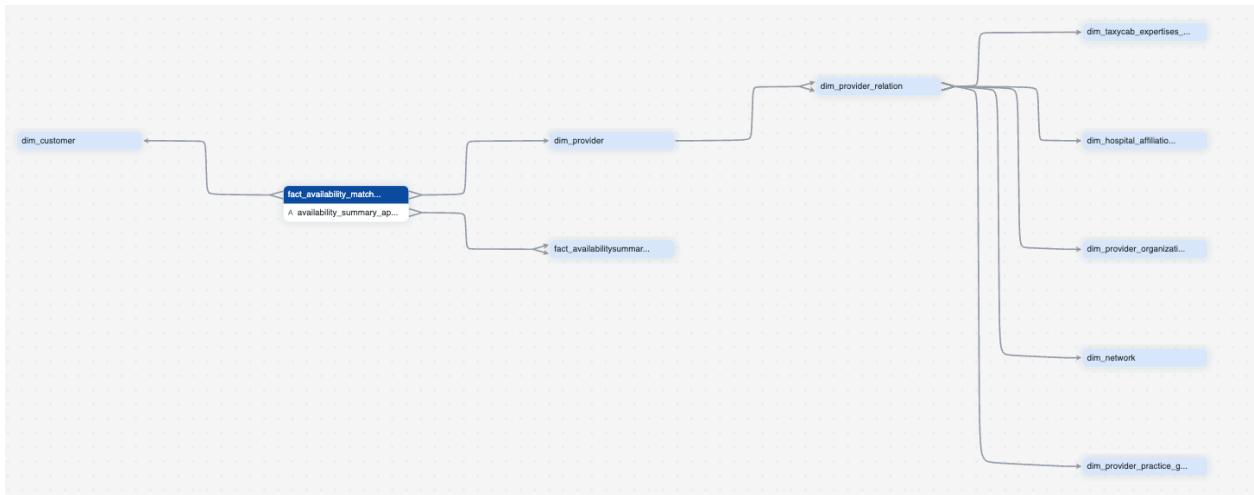 dim_taxycab_expertises_...
dim_provider_relation
dim_customer
dim_provider
dim_hospital_affiliatio...
fact_availability_match...
A availability_summary_ap...
fact_availabilitysummar...
dim_provider_organizati...
dim_network
dim_provider_practice_g...